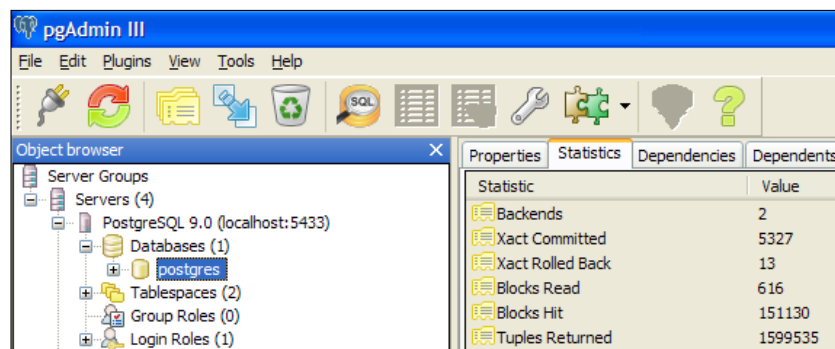 pgAdmin III
File Edit Plugins View Tools Help
SQL
Object browser
Server Groups
Servers (4)
PostgreSQL 9.0 (localhost:5433)
Databases (1)
postgres
Tablespaces (2)
Group Roles (0)
Login Roles (1)
Properties Statistics Dependencies Dependents
Statistic Value
Backends 2
Xact Committed 5327
Xact Rolled Back 13
Blocks Read 616
Blocks Hit 151130
Tuples Returned 1599535